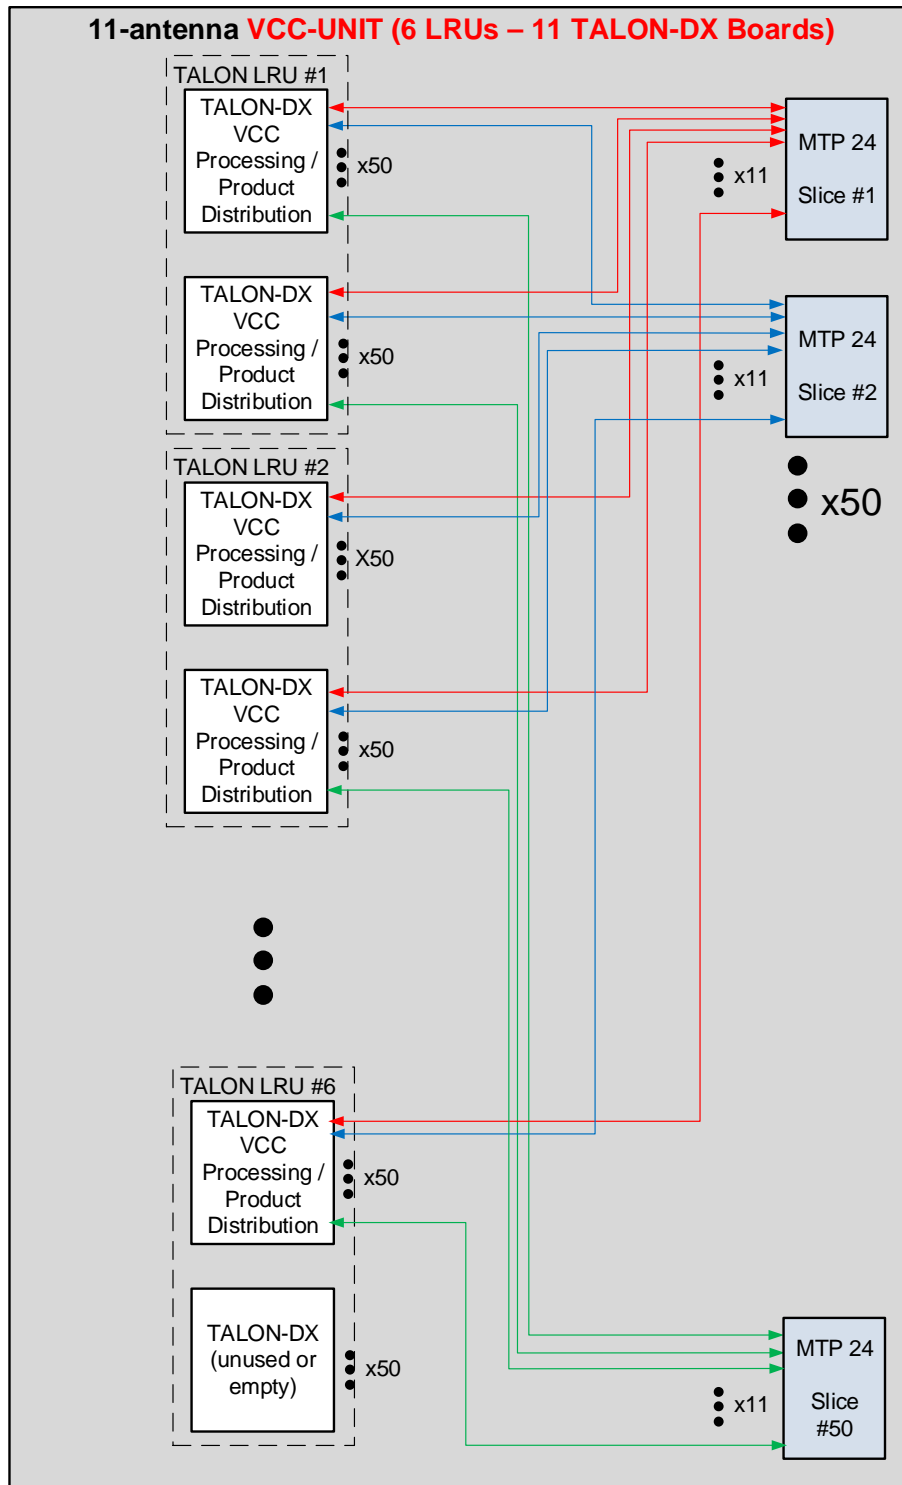 11-antenna VCC-UNIT (6 LRUs – 11 TALON-DX Boards)
TALON LRU #1
TALON-DX
VCC
Processing /
Product
Distribution
x50
MTP 24
Slice #1
x11
TALON-DX
VCC
Processing /
Product
Distribution
x50
MTP 24
Slice #2
x11
x50
TALON LRU #2
TALON-DX
VCC
Processing /
Product
Distribution
X50
TALON-DX
VCC
Processing /
Product
Distribution
x50
TALON LRU #6
TALON-DX
VCC
Processing /
Product
Distribution
x50
TALON-DX
(unused or
empty)
x50
MTP 24
Slice
#50
x11